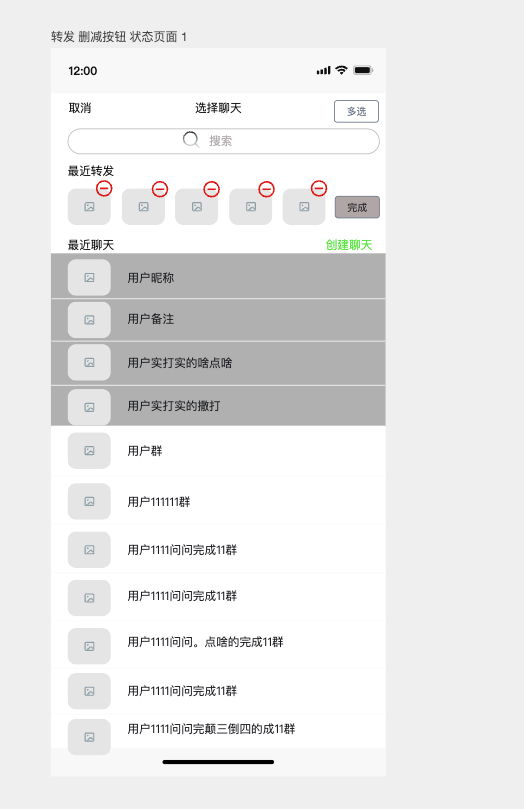 转发 删减按钮 状态页面 1
12:00
取消 选择聊天 多选
搜索
最近转发
完成
最近聊天 创建聊天
用户昵称
用户备注
用户实打实的啥点啥
用户实打实的撒打
用户群
用户111111群
用户1111问问完成11群
用户1111问问完成11群
用户1111问问。点啥的完成11群
用户1111问问完成11群
用户1111问问完颠三倒四的成11群